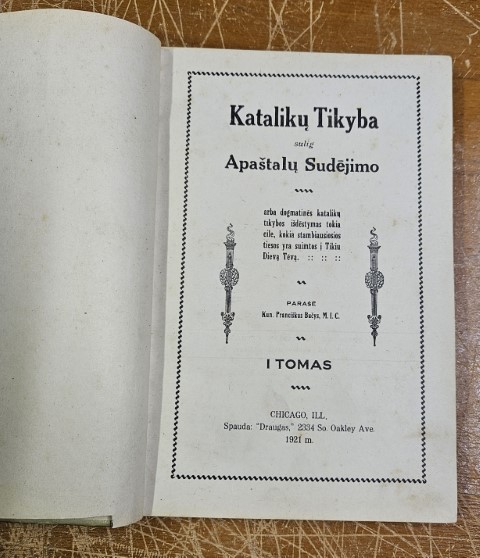 Katalikų Tikyba
sulig
Apaštalų Sudėjimo
arba dogmatinės katalikų
tikybos išdėstymas tokia
eile, kokia stambiausiosios
tiesos yra suimtos į Tikiu
Dievą Tėvą. :: :: ::
PARAŠĖ
Kun. Pranciškus Bučys, M. I. C.
I TOMAS
CHICAGO, ILL.
Spauda: "Draugas," 2334 So. Oakley Ave.
1921 m.